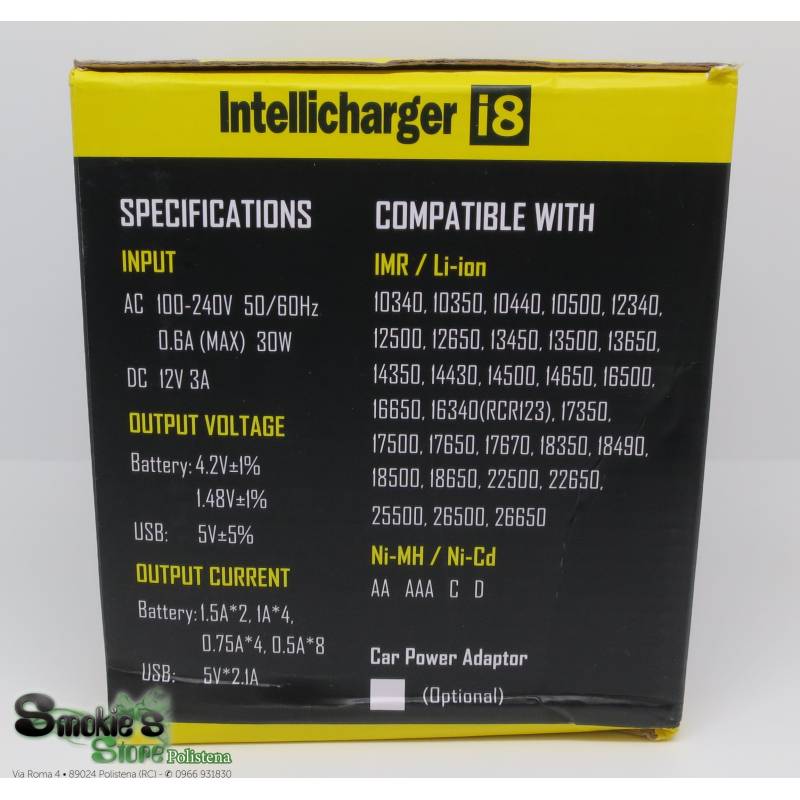 Intellicharger i8
SPECIFICATIONS
INPUT
AC 100-240V 50/60Hz
0.6A (MAX) 30W
DC 12V 3A
OUTPUT VOLTAGE
Battery: 4.2V±1%
1.48V±1%
USB: 5V±5%
OUTPUT CURRENT
Battery: 1.5A*2, 1A*4,
0.75A*4, 0.5A*8
USB: 5V*2.1A
COMPATIBLE WITH
IMR / Li-ion
10340, 10350, 10440, 10500, 12340,
12500, 12650, 13450, 13500, 13650,
14350, 14430, 14500, 14650, 16500,
16650, 16340(RCR123), 17350,
17500, 17650, 17670, 18350, 18490,
18500, 18650, 22500, 22650,
25500, 26500, 26650
Ni-MH / Ni-Cd
AA AAA C D
Car Power Adaptor
(Optional)
Smokie's
Store Polistena
Via Roma 4 • 89024 Polistena (RC) - ✆ 0966 931830